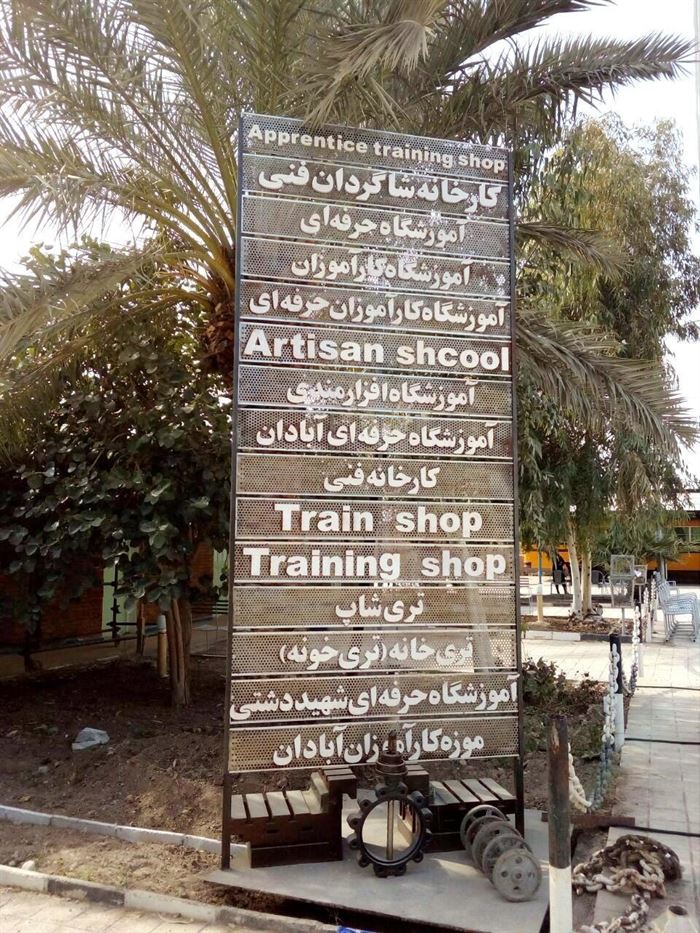 Apprentice training shop
کارخانه شاگردان فنی
آموزشگاه حرفه ای
آموزشگاه کارآموزان
آموزشگاه کارآموزان حرفه ای
Artisan shcool
آموزشگاه افزارمندی
آموزشگاه حرفه ای آبادان
کارخانه فنی
Train shop
Training shop
تری شاپ
تری خانه (تری خونه)
آموزشگاه حرفه ای شهید دشتی
موزه کارآموزان آبادان